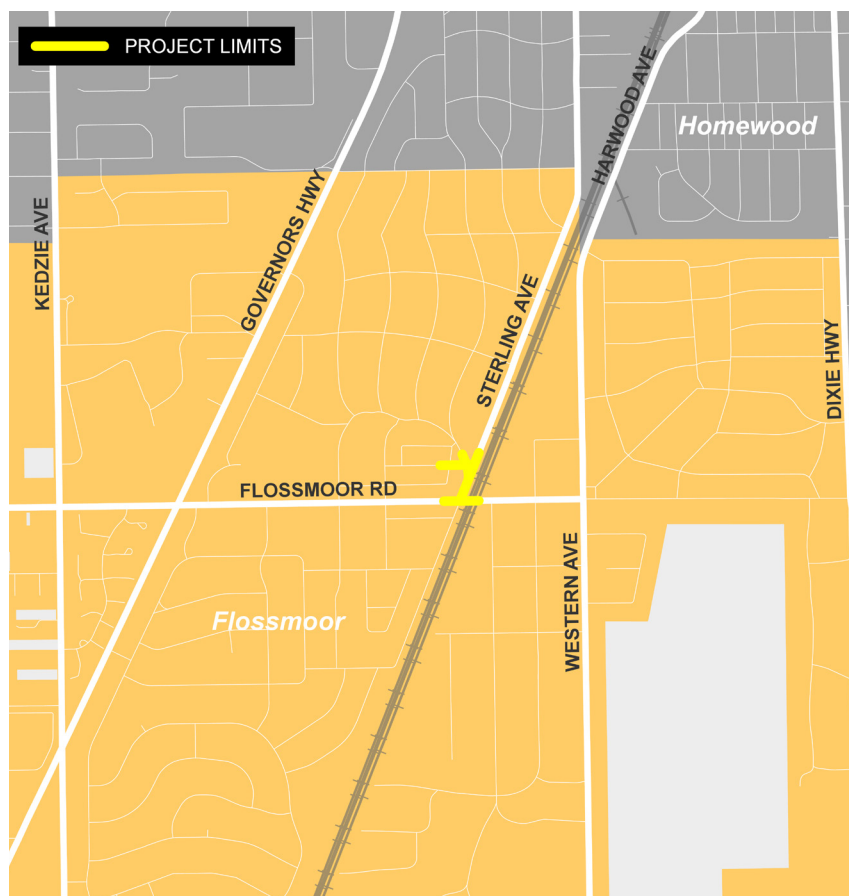 PROJECT LIMITS
HARWOOD AVE
Homewood
KEDZIE AVE
GOVERNORS HWY
STERLING AVE
DIXIE HWY
FLOSSMOOR RD
WESTERN AVE
Flossmoor